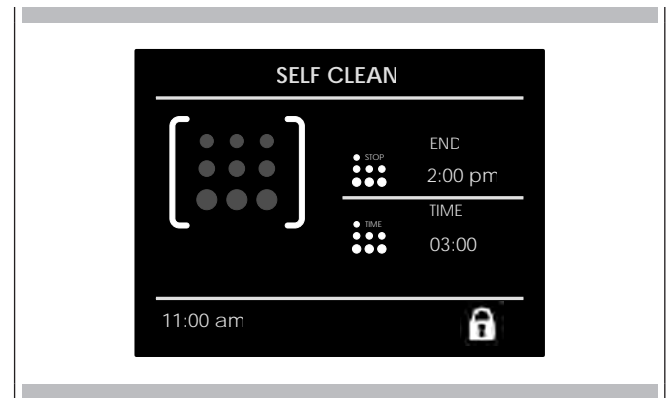 SELF CLEAN
STOP
END
2:00 pm
TIME
TIME
03:00
11:00 am